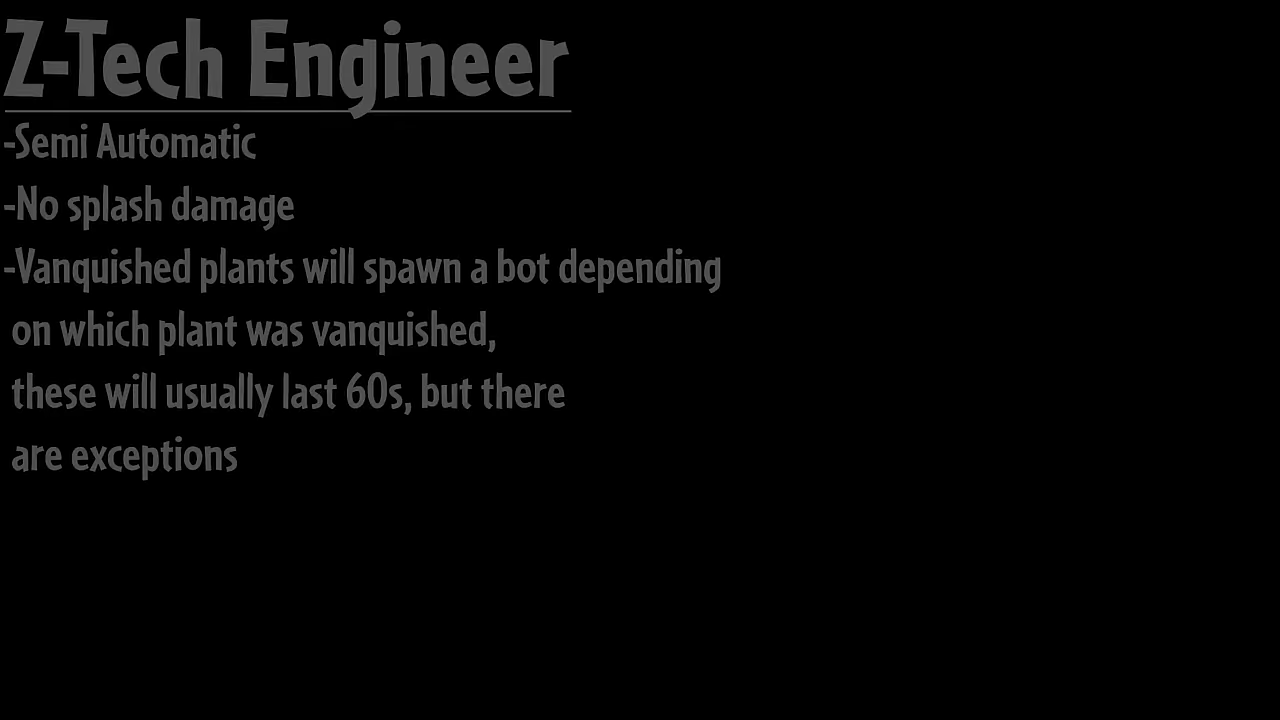 Z-Tech Engineer
-Semi Automatic
-No splash damage
-Vanquished plants will spawn a bot depending
on which plant was vanquished,
these will usually last 60s, but there
are exceptions